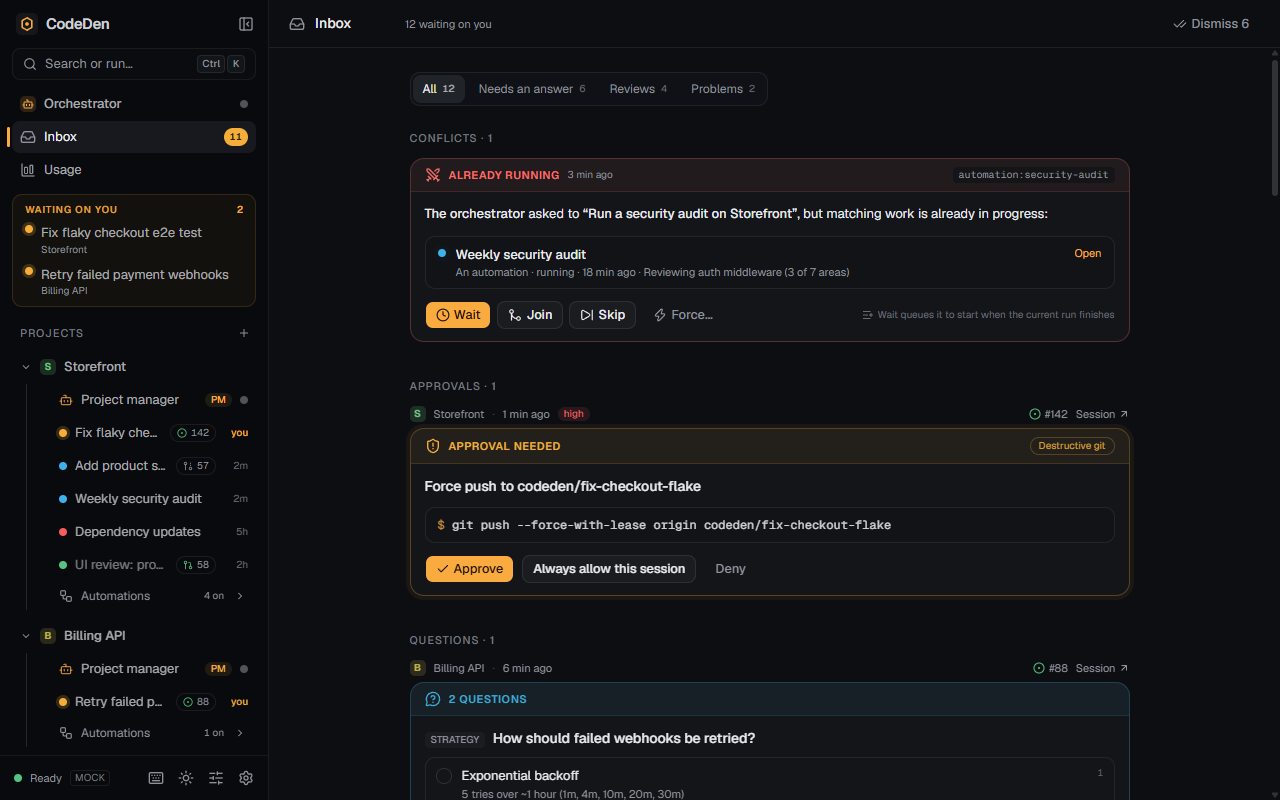 CodeDen
Search or run… Ctrl K
Orchestrator
Inbox 11
Usage
WAITING ON YOU 2
Fix flaky checkout e2e test
Storefront
Retry failed payment webhooks
Billing API
PROJECTS
S Storefront
Project manager PM
Fix flaky che… 142 you
Add product s… 57 2m
Weekly security audit 2m
Dependency updates 5h
UI review: pro… 58 2h
Automations 4 on
B Billing API
Project manager PM
Retry failed p… 88 you
Automations 1 on
Ready MOCK
Inbox 12 waiting on you Dismiss 6
All 12 Needs an answer 6 Reviews 4 Problems 2
CONFLICTS · 1
ALREADY RUNNING 3 min ago automation:security-audit
The orchestrator asked to “Run a security audit on Storefront”, but matching work is already in progress:
Weekly security audit Open
An automation · running · 18 min ago · Reviewing auth middleware (3 of 7 areas)
Wait Join Skip Force… Wait queues it to start when the current run finishes
APPROVALS · 1
S Storefront · 1 min ago high #142 Session ↗
APPROVAL NEEDED Destructive git
Force push to codeden/fix-checkout-flake
$ git push --force-with-lease origin codeden/fix-checkout-flake
Approve Always allow this session Deny
QUESTIONS · 1
B Billing API · 6 min ago #88 Session ↗
2 QUESTIONS
STRATEGY How should failed webhooks be retried?
Exponential backoff 1
5 tries over ~1 hour (1m, 4m, 10m, 20m, 30m)